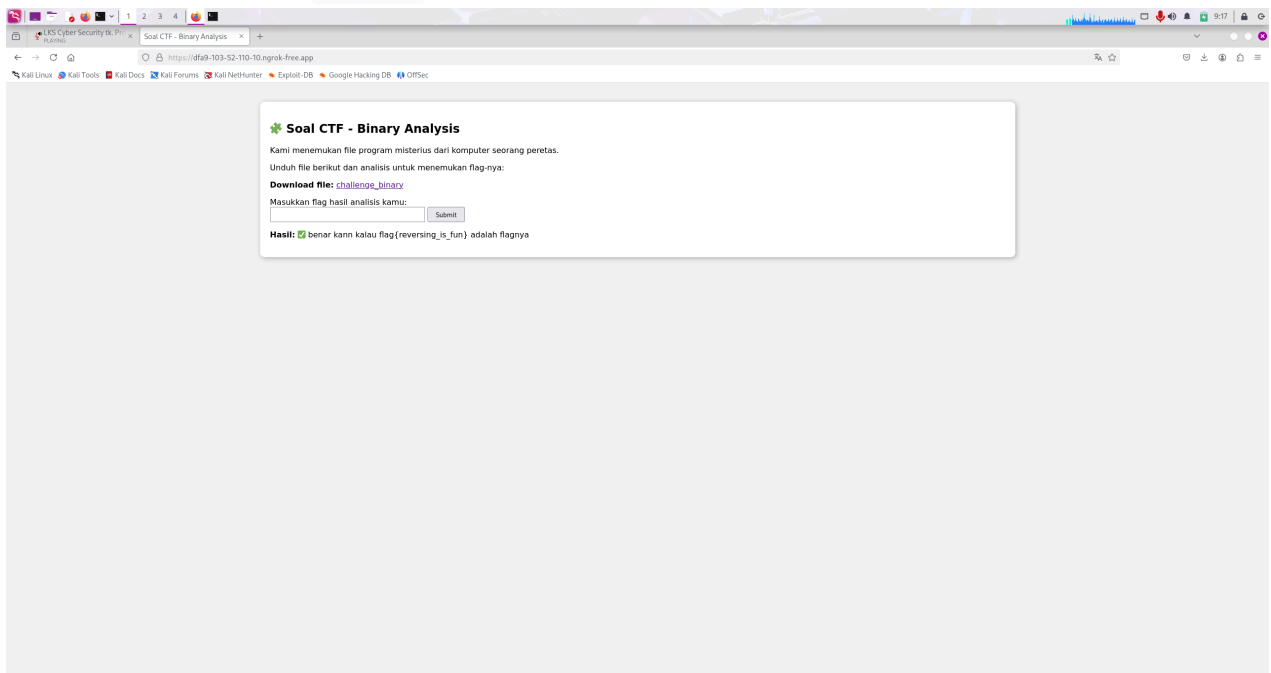 1 2 3 4
9:17
LKS Cyber Security tk. Pr
PLAYING
Soal CTF - Binary Analysis
https://dfa9-103-52-110-10.ngrok-free.app
Kali Linux Kali Tools Kali Docs Kali Forums Kali NetHunter Exploit-DB Google Hacking DB OffSec
Soal CTF - Binary Analysis
Kami menemukan file program misterius dari komputer seorang peretas.
Unduh file berikut dan analisis untuk menemukan flag-nya:
Download file: challenge_binary
Masukkan flag hasil analisis kamu:
Submit
Hasil: ✅ benar kann kalau flag{reversing_is_fun} adalah flagnya